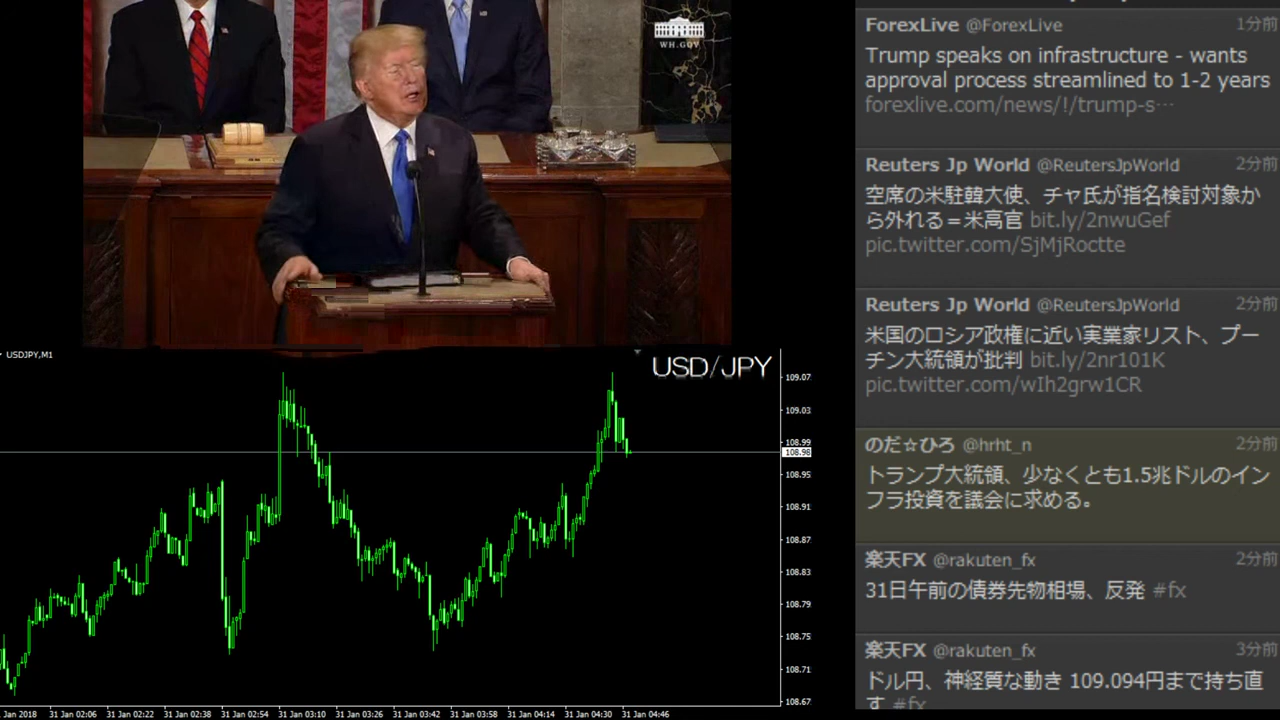 WH.GOV
USDJPY,M1
USD/JPY
109.07
109.03
108.99
108.98
108.95
108.91
108.87
108.83
108.79
108.75
108.71
108.67
Jan 2018
31 Jan 02:06
31 Jan 02:22
31 Jan 02:38
31 Jan 02:54
31 Jan 03:10
31 Jan 03:26
31 Jan 03:42
31 Jan 03:58
31 Jan 04:14
31 Jan 04:30
31 Jan 04:46
ForexLive @ForexLive 1分前
Trump speaks on infrastructure - wants
approval process streamlined to 1-2 years
forexlive.com/news/!/trump-s…
Reuters Jp World @ReutersJpWorld 2分前
空席の米駐韓大使、チャ氏が指名検討対象か
ら外れる＝米高官 bit.ly/2nwuGef
pic.twitter.com/SjMjRoctte
Reuters Jp World @ReutersJpWorld 2分前
米国のロシア政権に近い実業家リスト、プー
チン大統領が批判 bit.ly/2nr101K
pic.twitter.com/wIh2grw1CR
のだ☆ひろ @hrht_n 2分前
トランプ大統領、少なくとも1.5兆ドルのイン
フラ投資を議会に求める。
楽天FX @rakuten_fx 2分前
31日午前の債券先物相場、反発 #fx
楽天FX @rakuten_fx 3分前
ドル円、神経質な動き 109.094円まで持ち直
す #fx